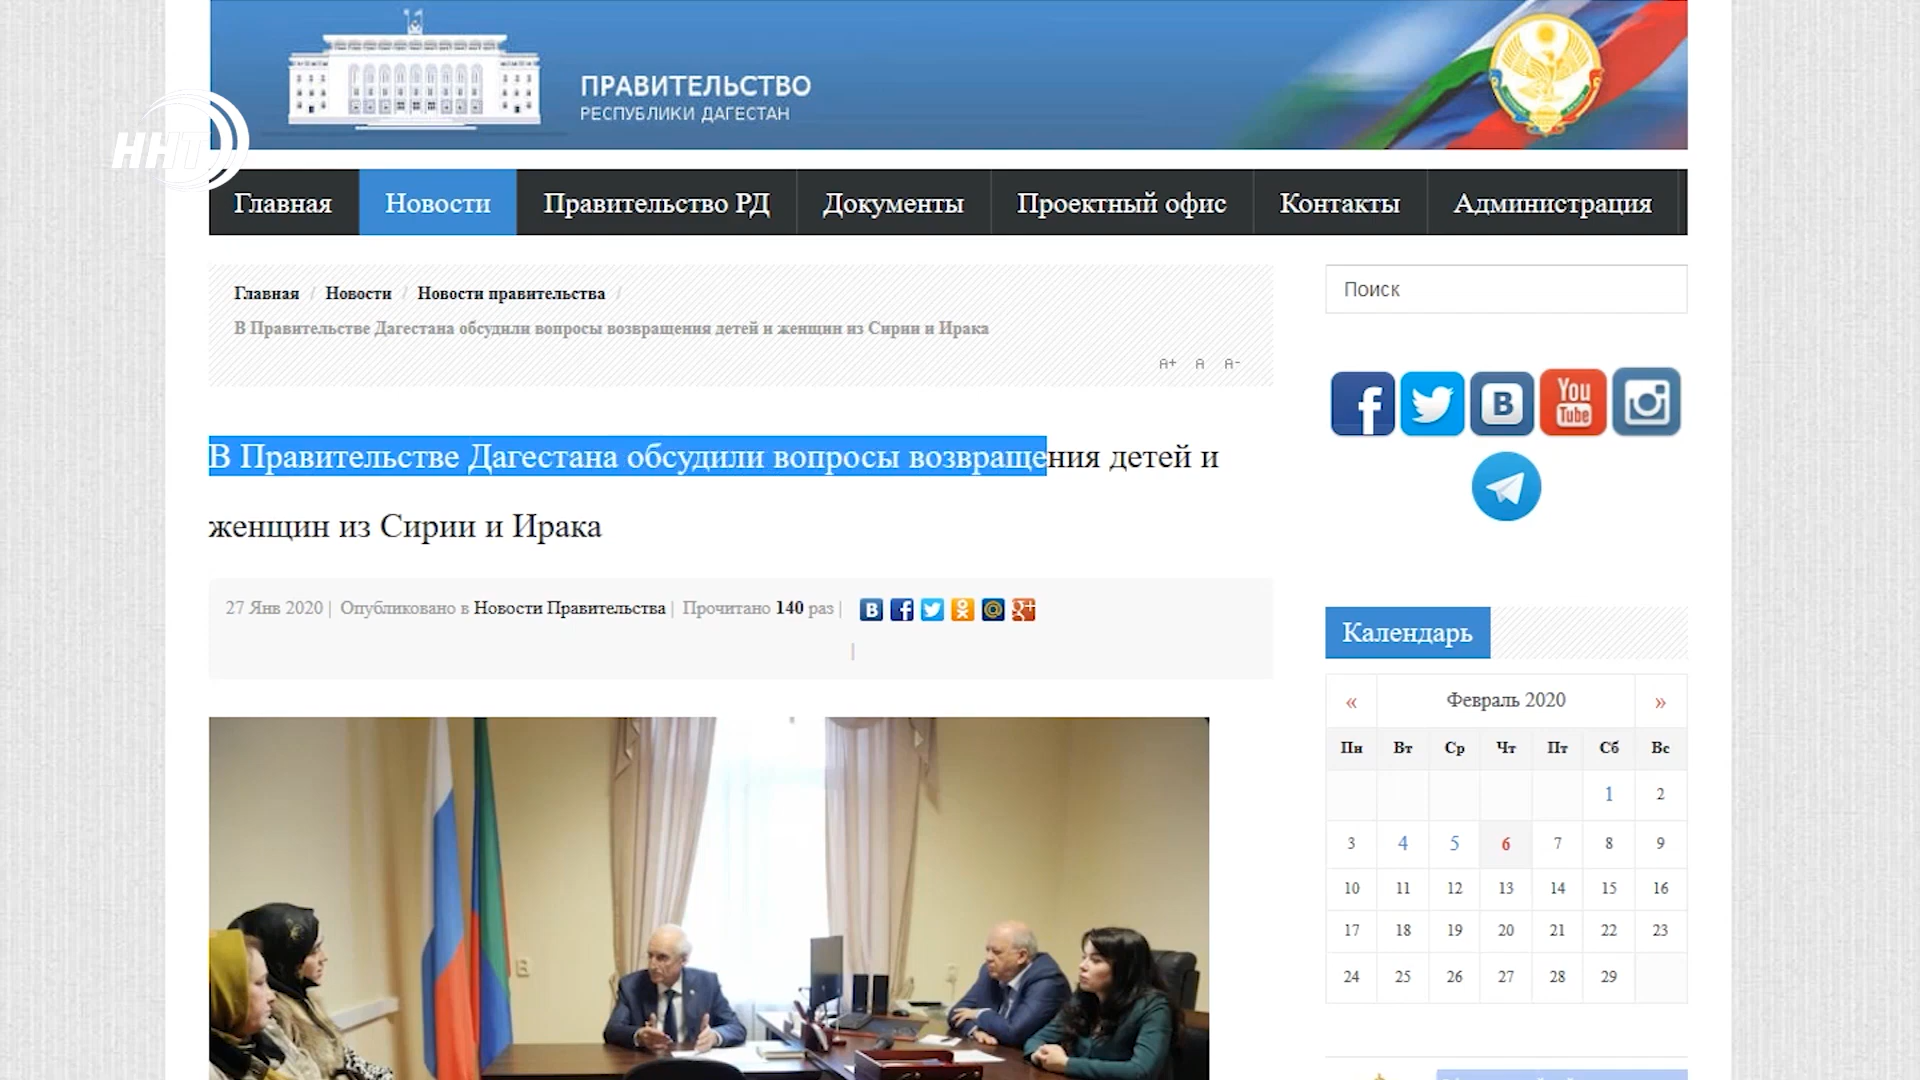 ПРАВИТЕЛЬСТВО
РЕСПУБЛИКИ ДАГЕСТАН
ННТ
Главная Новости Правительство РД Документы Проектный офис Контакты Администрация
Главная / Новости / Новости правительства /
В Правительстве Дагестана обсудили вопросы возвращения детей и женщин из Сирии и Ирака
A+ A A-
Поиск
В Правительстве Дагестана обсудили вопросы возвращения детей и
женщин из Сирии и Ирака
You
Tube
27 Янв 2020 | Опубликовано в Новости Правительства | Прочитано 140 раз |
|
Календарь
« Февраль 2020 »
Пн Вт Ср Чт Пт Сб Вс
1 2
3 4 5 6 7 8 9
10 11 12 13 14 15 16
17 18 19 20 21 22 23
24 25 26 27 28 29